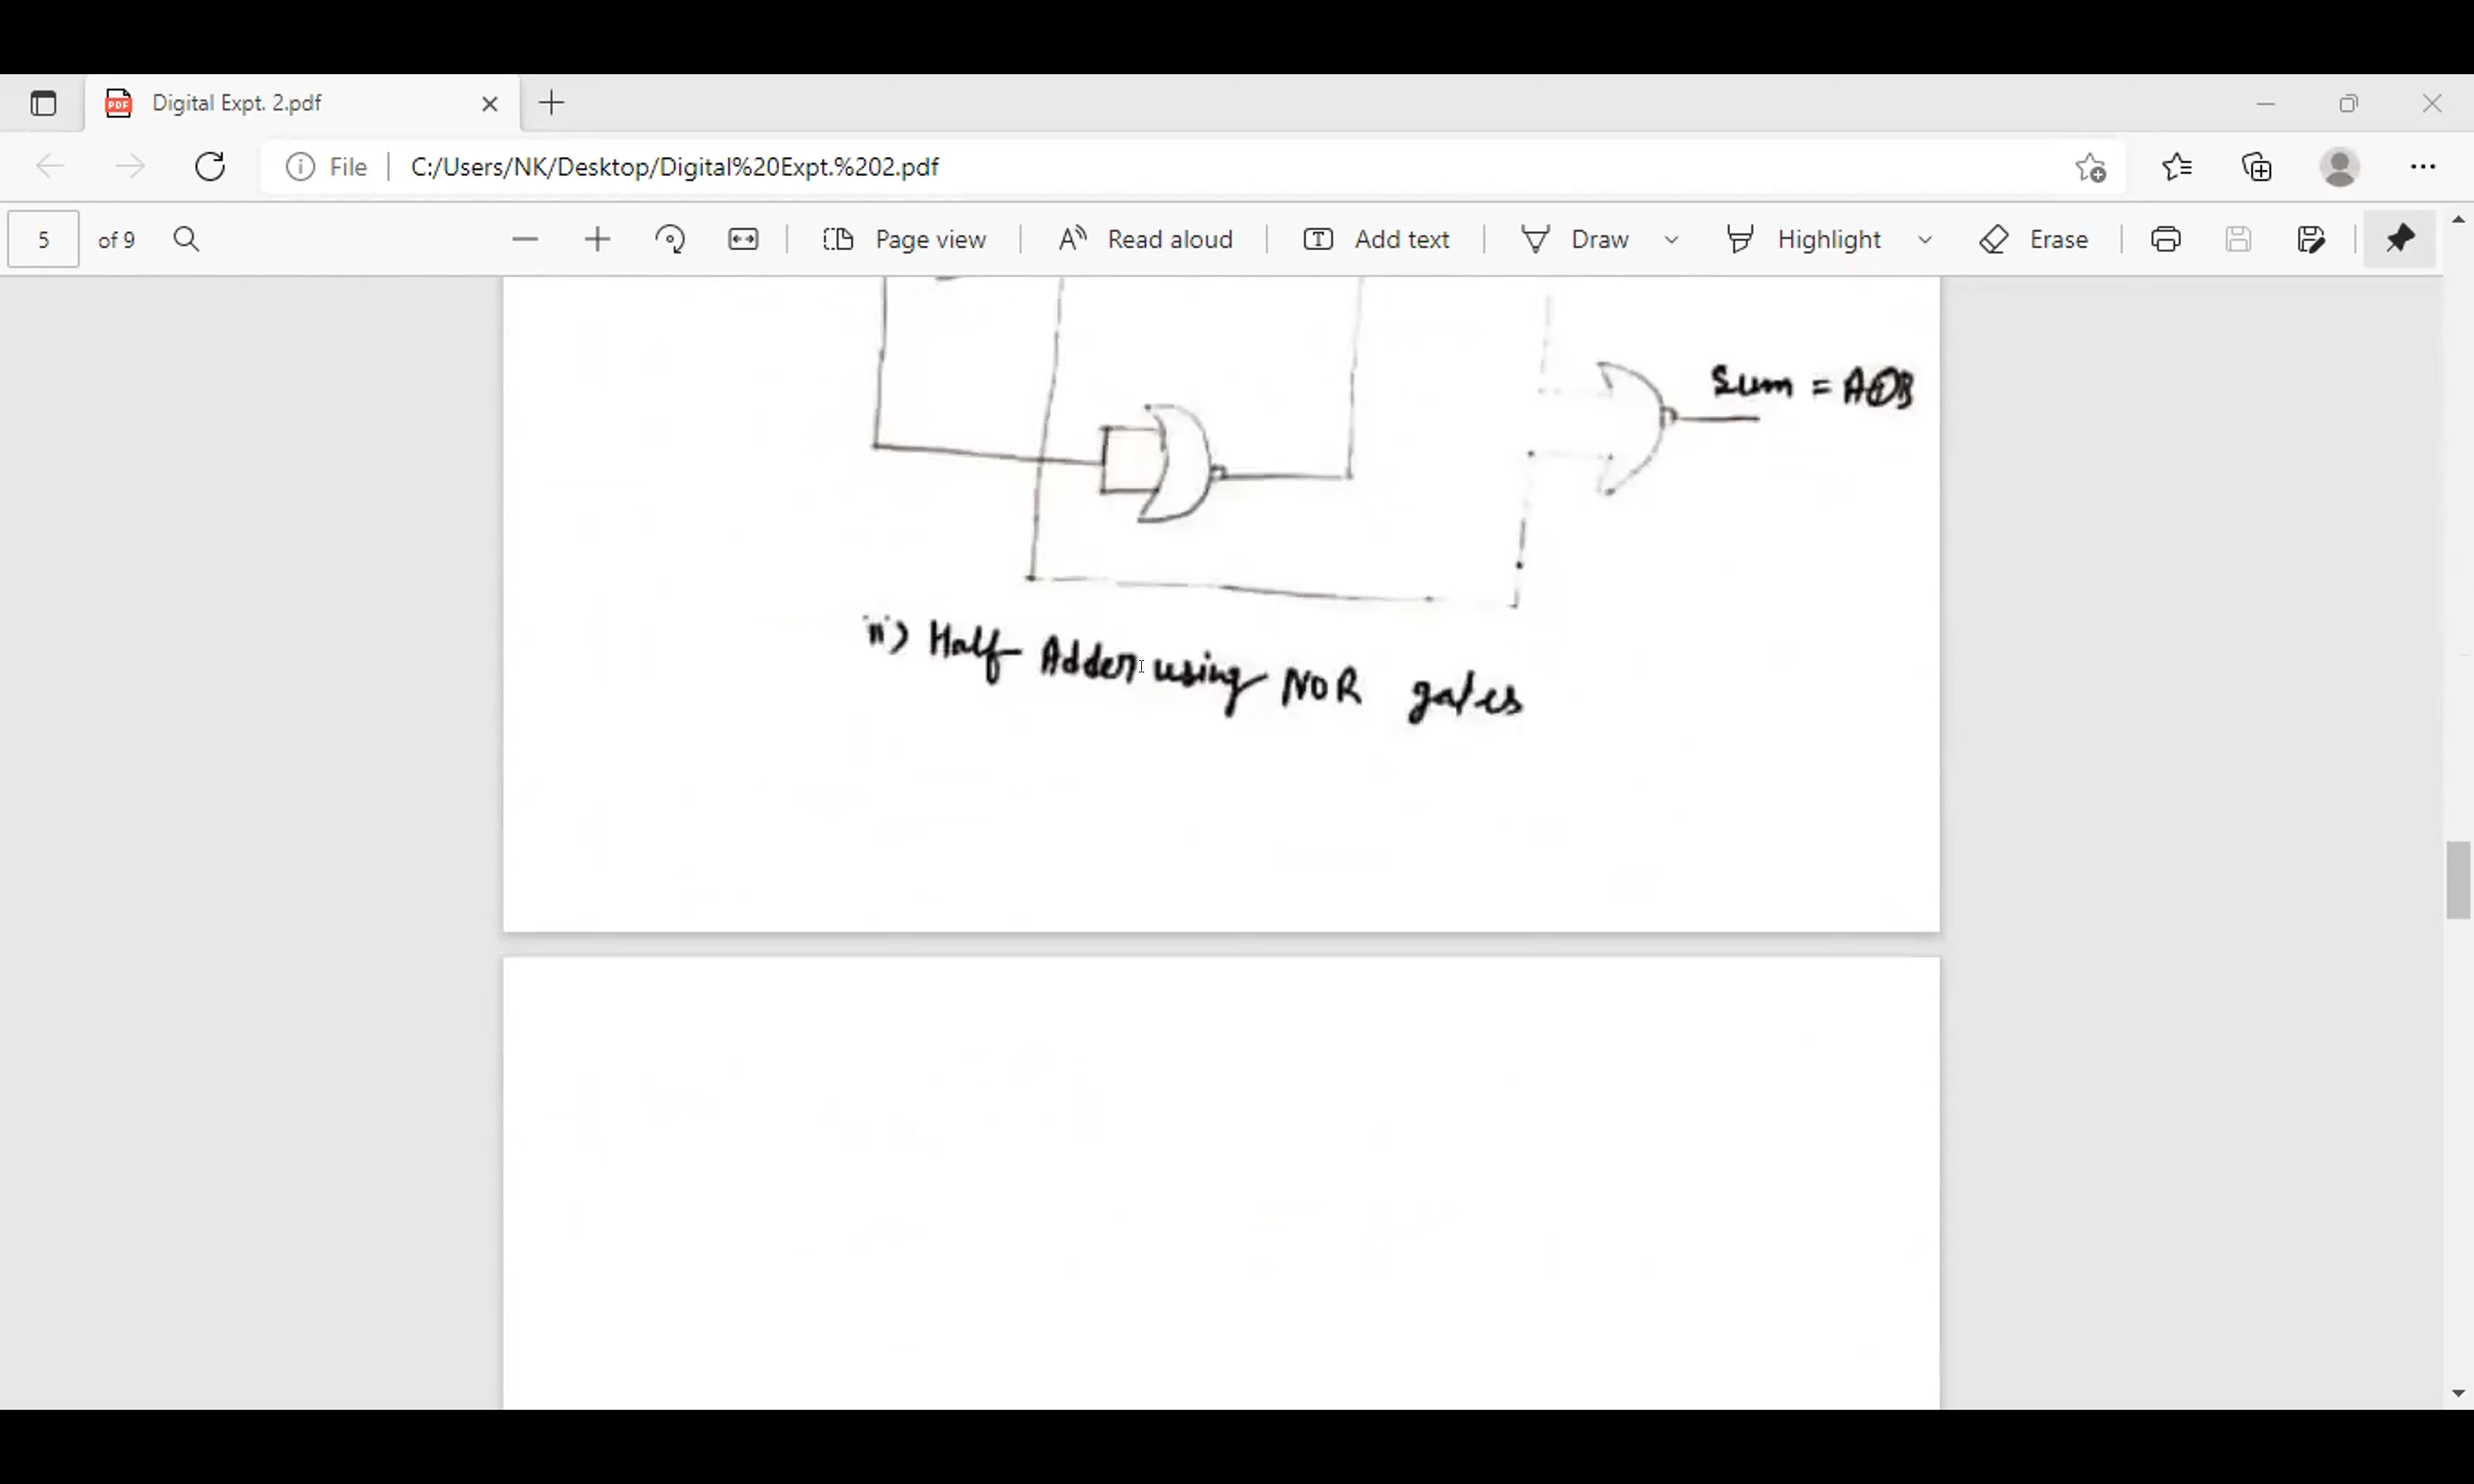 Digital Expt. 2.pdf
File C:/Users/NK/Desktop/Digital%20Expt.%202.pdf
5 of 9 Page view Read aloud Add text Draw Highlight Erase
Sum = A⊕B
ii) Half Adder using NOR gates